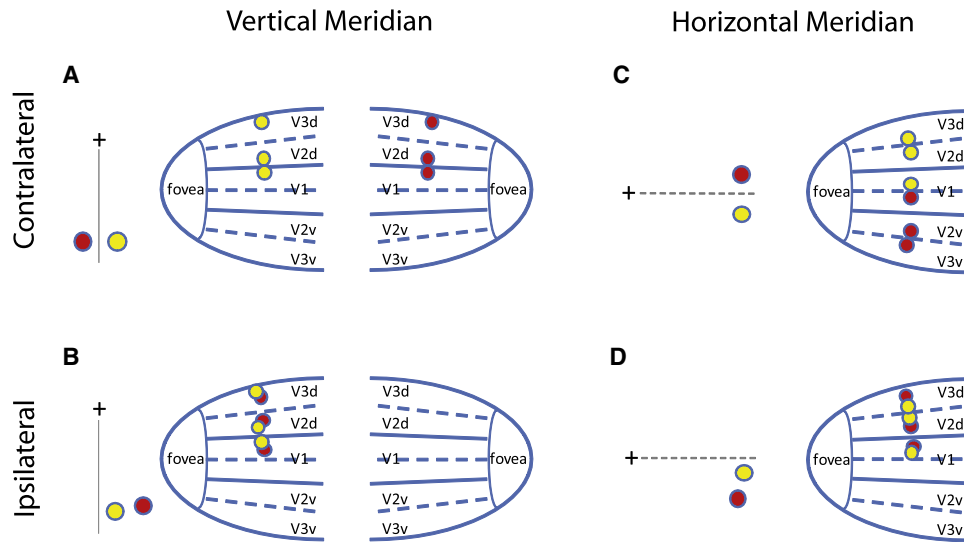 Vertical Meridian
Horizontal Meridian
Contralateral
A
+
fovea
V3d
V2d
V1
V2v
V3v
V3d
V2d
V1
V2v
V3v
fovea
C
+
fovea
V3d
V2d
V1
V2v
V3v
Ipsilateral
B
+
fovea
V3d
V2d
V1
V2v
V3v
V3d
V2d
V1
V2v
V3v
fovea
D
+
fovea
V3d
V2d
V1
V2v
V3v